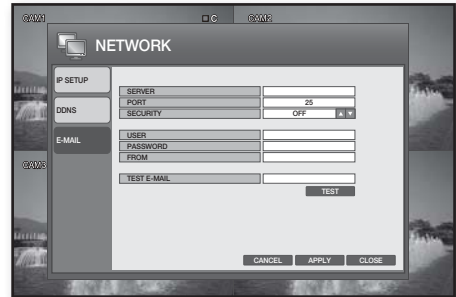 CAM1 C CAM2
NETWORK
IP SETUP
DDNS
E-MAIL
SERVER
PORT 25
SECURITY OFF
USER
PASSWORD
FROM
TEST E-MAIL
TEST
CAM3
CANCEL APPLY CLOSE